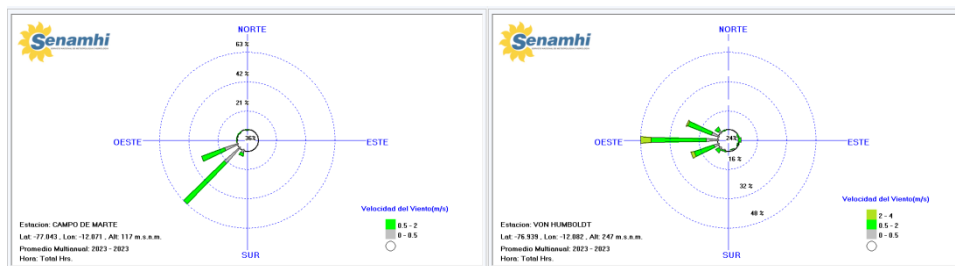 Senamhi
NORTE
63 %
42 %
21 %
36%
OESTE
ESTE
SUR
Velocidad del Viento(m/s)
0.5 - 2
0 - 0.5
Estacion: CAMPO DE MARTE
Lat: -77.043 , Lon: -12.071 , Alt: 117 m.s.n.m.
Promedio Multianual: 2023 - 2023
Hora: Total Hrs.
Senamhi
NORTE
24%
OESTE
ESTE
16 %
32 %
48 %
SUR
Velocidad del Viento(m/s)
2 - 4
0.5 - 2
0 - 0.5
Estacion: VON HUMBOLDT
Lat: -76.939 , Lon: -12.082 , Alt: 247 m.s.n.m.
Promedio Multianual: 2023 - 2023
Hora: Total Hrs.